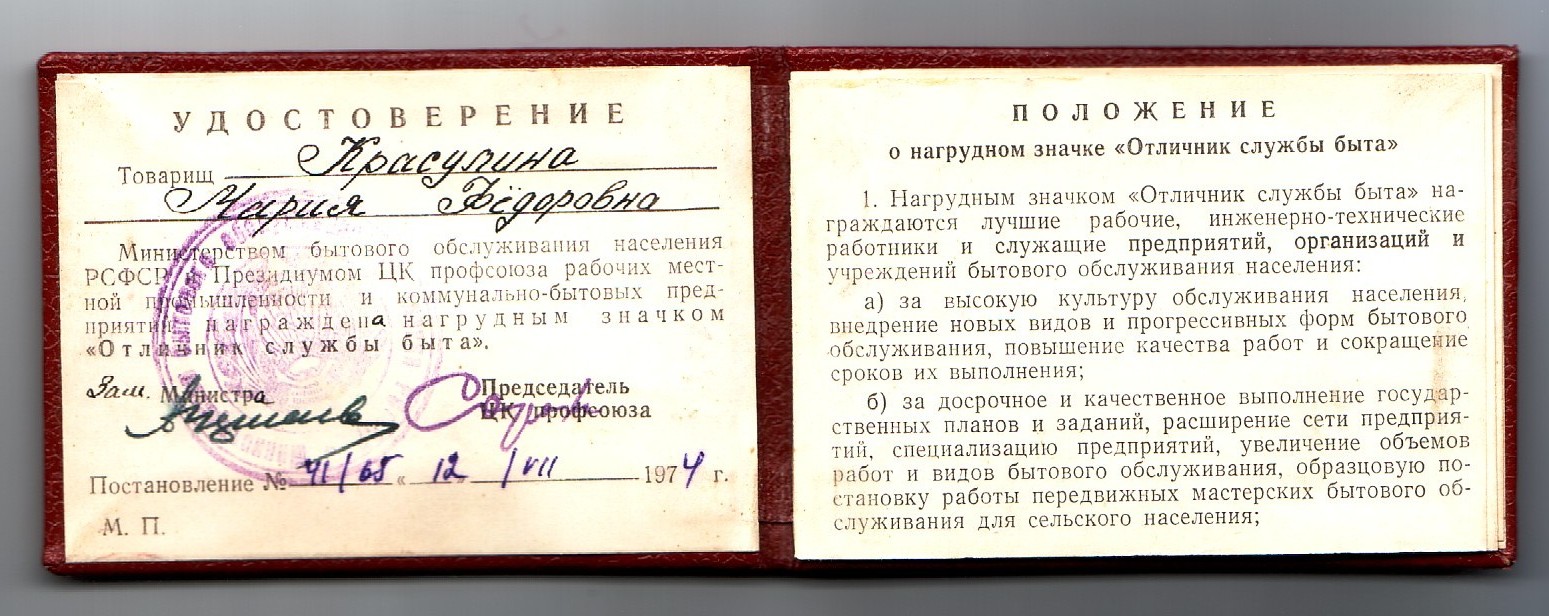 УДОСТОВЕРЕНИЕ
Товарищ Красулина
Мария Фёдоровна
Министерством бытового обслуживания населения
РСФСР и Президиумом ЦК профсоюза рабочих мест-
ной промышленности и коммунально-бытовых пред-
приятий награждена нагрудным значком
«Отличник службы быта».
Зам. Министра
Председатель
ЦК профсоюза
Постановление № 41/65 « 12 /VII 1974 г.
М. П.
ПОЛОЖЕНИЕ
о нагрудном значке «Отличник службы быта»
1. Нагрудным значком «Отличник службы быта» на-
граждаются лучшие рабочие, инженерно-технические
работники и служащие предприятий, организаций и
учреждений бытового обслуживания населения:
а) за высокую культуру обслуживания населения,
внедрение новых видов и прогрессивных форм бытового
обслуживания, повышение качества работ и сокращение
сроков их выполнения;
б) за досрочное и качественное выполнение государ-
ственных планов и заданий, расширение сети предприя-
тий, специализацию предприятий, увеличение объемов
работ и видов бытового обслуживания, образцовую по-
становку работы передвижных мастерских бытового об-
служивания для сельского населения;